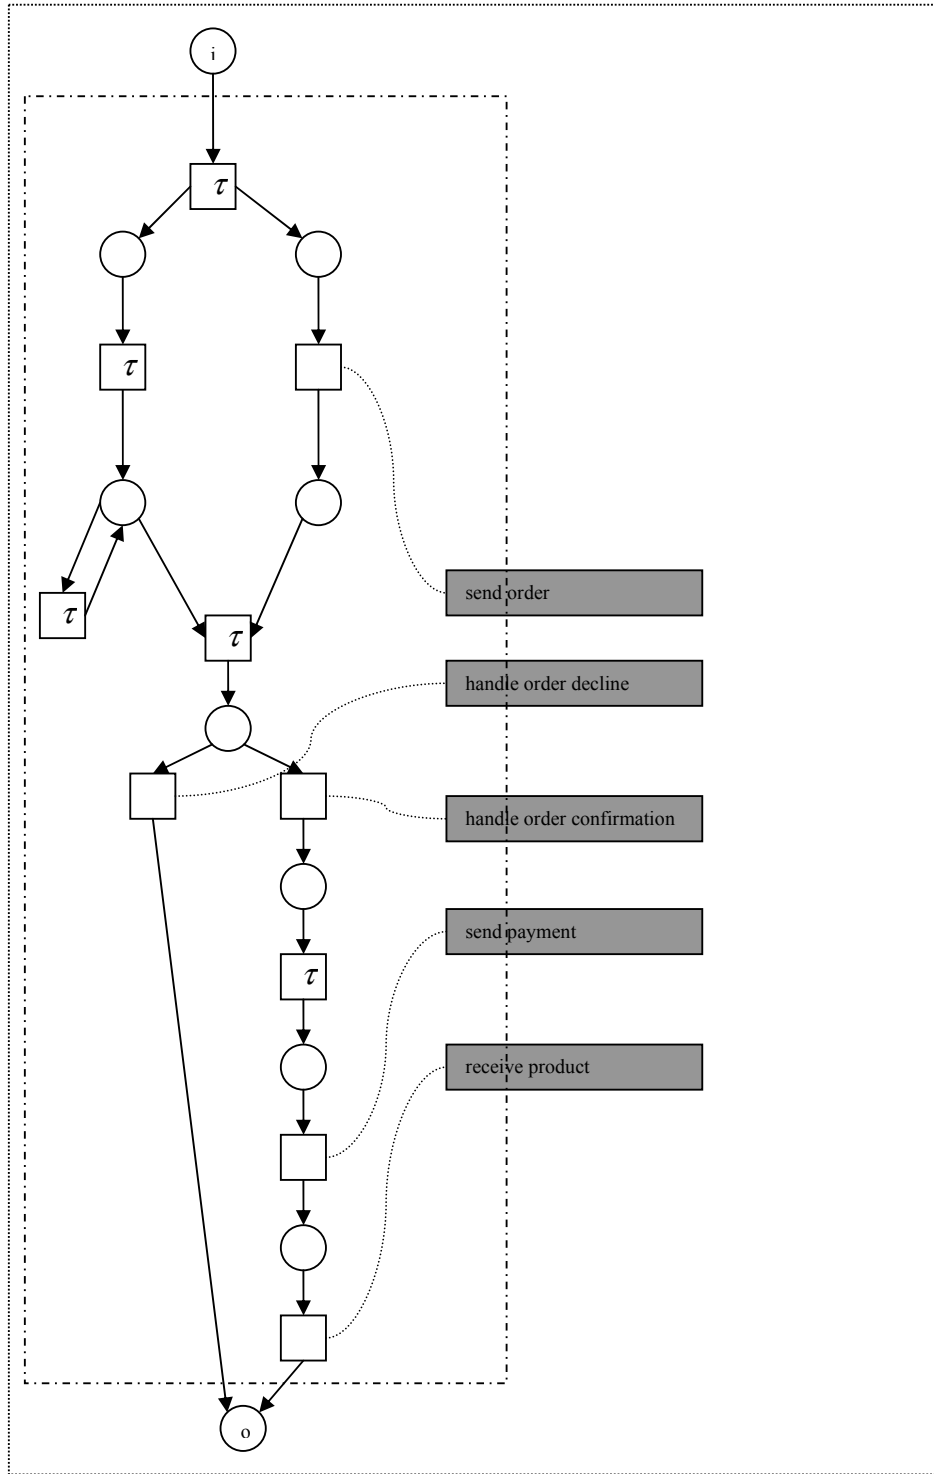 i
τ
τ
τ
τ
send order
handle order decline
handle order confirmation
send payment
τ
receive product
o